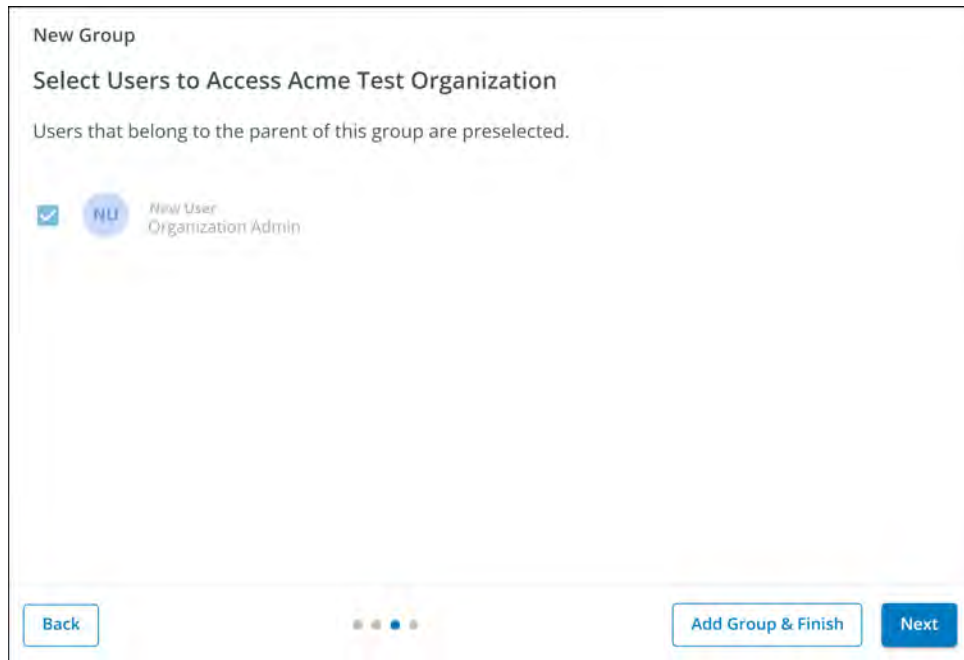 New Group
Select Users to Access Acme Test Organization
Users that belong to the parent of this group are preselected.
NU
New User
Organization Admin
Back
Add Group & Finish
Next